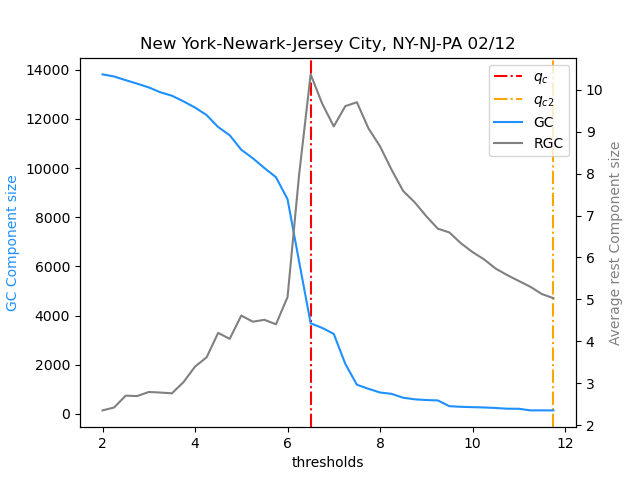 New York-Newark-Jersey City, NY-NJ-PA 02/12
GC Component size
14000
12000
10000
8000
6000
4000
2000
0
2
4
6
8
10
12
thresholds
10
9
8
7
6
5
4
3
2
Average rest Component size
q_c
q_{c2}
GC
RGC